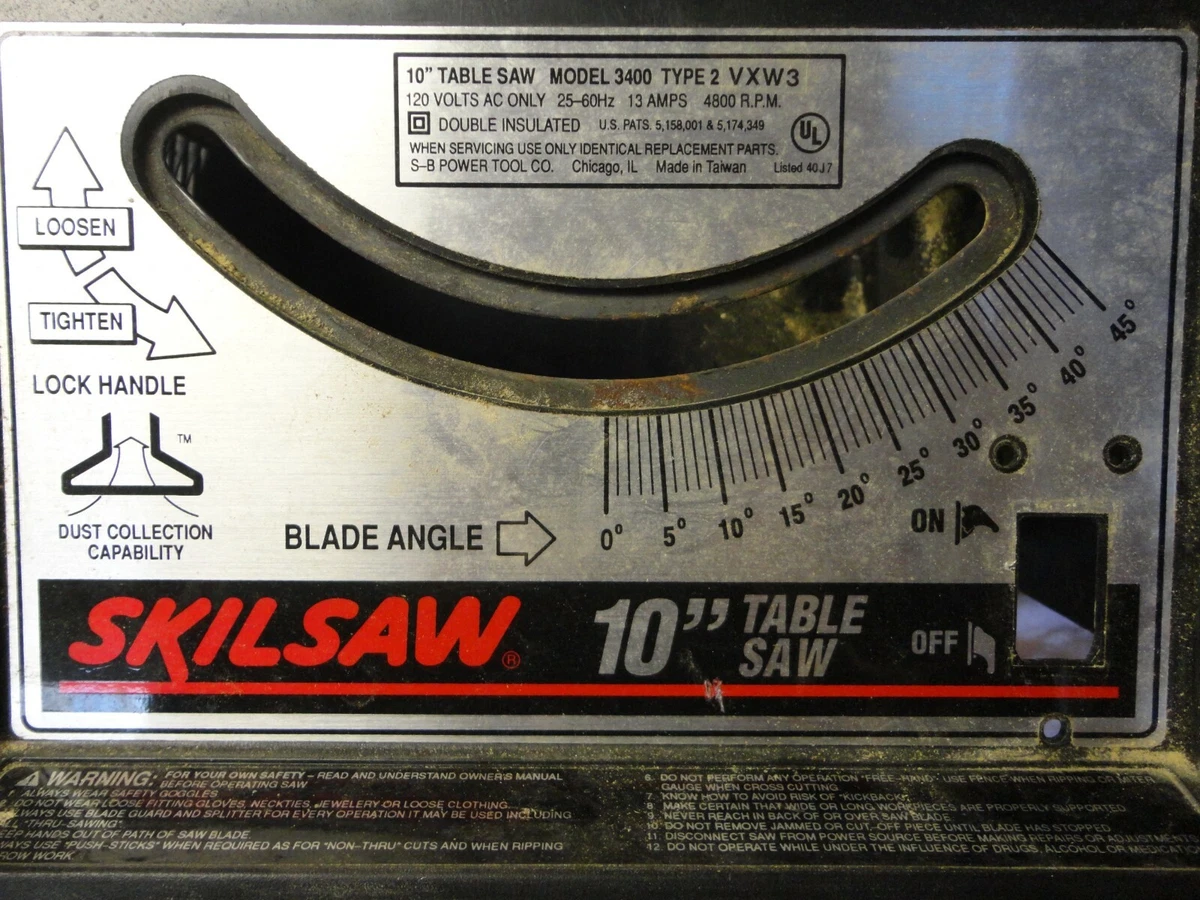 10" TABLE SAW MODEL 3400 TYPE 2 VXW3
120 VOLTS AC ONLY 25-60Hz 13 AMPS 4800 R.P.M.
DOUBLE INSULATED U.S. PATS. 5,158,001 & 5,174,349
UL
WHEN SERVICING USE ONLY IDENTICAL REPLACEMENT PARTS.
S-B POWER TOOL CO. Chicago, IL Made in Taiwan Listed 40J7
LOOSEN
TIGHTEN
LOCK HANDLE
TM
DUST COLLECTION
CAPABILITY
BLADE ANGLE
0° 5° 10° 15° 20° 25° 30° 35° 40° 45°
ON
OFF
SKILSAW®
10" TABLE
SAW
WARNING: FOR YOUR OWN SAFETY - READ AND UNDERSTAND OWNER'S MANUAL
BEFORE OPERATING SAW
ALWAYS WEAR SAFETY GOGGLES
DO NOT WEAR LOOSE FITTING GLOVES, NECKTIES, JEWELERY OR LOOSE CLOTHING
USE BLADE GUARD AND SPLITTER FOR EVERY OPERATION IT MAY BE USED INCLUDING
"THRU-SAWING"
HANDS OUT OF PATH OF SAW BLADE.
USE "PUSH-STICKS" WHEN REQUIRED AS FOR "NON-THRU" CUTS AND WHEN RIPPING
WORK
6. DO NOT PERFORM ANY OPERATION "FREE-HAND" USE FENCE WHEN RIPPING OR MITER
GAUGE WHEN CROSS CUTTING
7. KNOW HOW TO AVOID RISK OF "KICKBACK"
8. MAKE CERTAIN THAT WIDE OR LONG WORKPIECES ARE PROPERLY SUPPORTED
9. NEVER REACH IN BACK OF OR OVER SAW BLADE
10. DO NOT REMOVE JAMMED OR CUT-OFF PIECE UNTIL BLADE HAS STOPPED
11. DISCONNECT SAW FROM POWER SOURCE BEFORE MAKING REPAIRS OR ADJUSTMENTS
12. DO NOT OPERATE WHILE UNDER THE INFLUENCE OF DRUGS, ALCOHOL OR MEDICATION